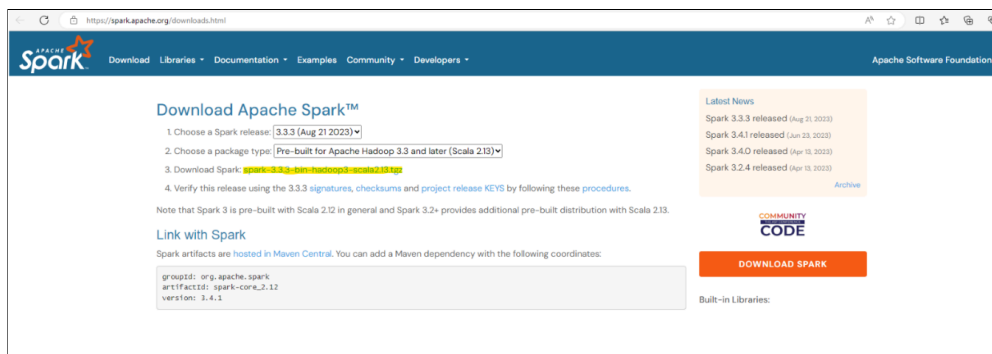 https://spark.apache.org/downloads.html
APACHE
Spark
Download Libraries Documentation Examples Community Developers Apache Software Foundation
Download Apache Spark™
1. Choose a Spark release: 3.3.3 (Aug 21 2023)
2. Choose a package type: Pre-built for Apache Hadoop 3.3 and later (Scala 2.13)
3. Download Spark: spark-3.3.3-bin-hadoop3-scala2.13.tgz
4. Verify this release using the 3.3.3 signatures, checksums and project release KEYS by following these procedures.
Note that Spark 3 is pre-built with Scala 2.12 in general and Spark 3.2+ provides additional pre-built distribution with Scala 2.13.
Link with Spark
Spark artifacts are hosted in Maven Central. You can add a Maven dependency with the following coordinates:
groupId: org.apache.spark
artifactId: spark-core_2.12
version: 3.4.1
Latest News
Spark 3.3.3 released (Aug 21, 2023)
Spark 3.4.1 released (Jun 23, 2023)
Spark 3.4.0 released (Apr 13, 2023)
Spark 3.2.4 released (Apr 13, 2023)
Archive
COMMUNITY
CODE
DOWNLOAD SPARK
Built-in Libraries: